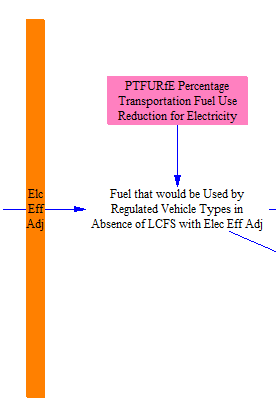 PTFURfE Percentage
Transportation Fuel Use
Reduction for Electricity
Elc
Eff
Adj
Fuel that would be Used by
Regulated Vehicle Types in
Absence of LCFS with Elec Eff Adj